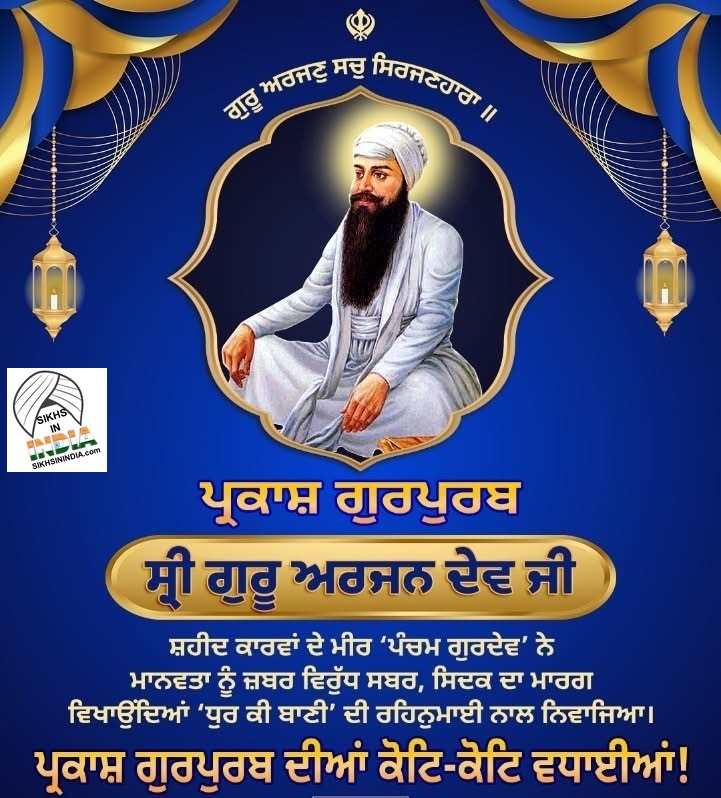 ਗੁਰੂ ਅਰਜਣੁ ਸਚੁ ਸਿਰਜਣਹਾਰਾ ॥
SIKHS
IN
INDIA
SIKHSININDIA.com
ਪ੍ਰਕਾਸ਼ ਗੁਰਪੁਰਬ
ਸ੍ਰੀ ਗੁਰੂ ਅਰਜਨ ਦੇਵ ਜੀ
ਸ਼ਹੀਦ ਕਾਰਵਾਂ ਦੇ ਮੀਰ ‘ਪੰਚਮ ਗੁਰਦੇਵ’ ਨੇ
ਮਾਨਵਤਾ ਨੂੰ ਜ਼ਬਰ ਵਿਰੁੱਧ ਸਬਰ, ਸਿਦਕ ਦਾ ਮਾਰਗ
ਵਿਖਾਉਂਦਿਆਂ ‘ਧੁਰ ਕੀ ਬਾਣੀ’ ਦੀ ਰਹਿਨੁਮਾਈ ਨਾਲ ਨਿਵਾਜਿਆ।
ਪ੍ਰਕਾਸ਼ ਗੁਰਪੁਰਬ ਦੀਆਂ ਕੋਟਿ-ਕੋਟਿ ਵਧਾਈਆਂ!